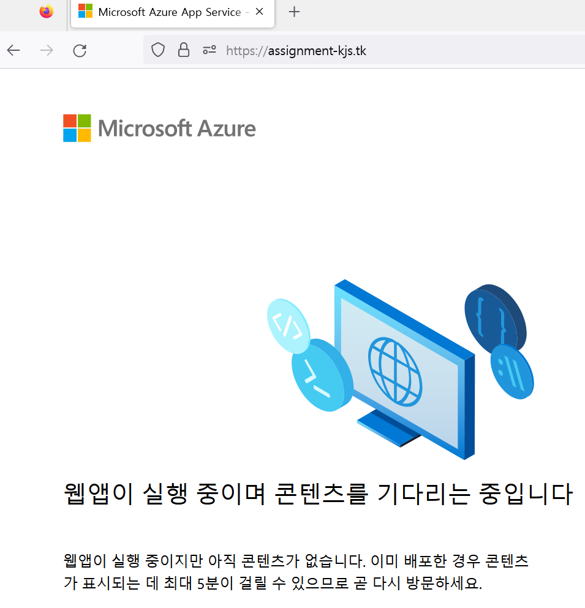 Microsoft Azure App Service -
https://assignment-kjs.tk
Microsoft Azure
웹앱이 실행 중이며 콘텐츠를 기다리는 중입니다
웹앱이 실행 중이지만 아직 콘텐츠가 없습니다. 이미 배포한 경우 콘텐츠
가 표시되는 데 최대 5분이 걸릴 수 있으므로 곧 다시 방문하세요.